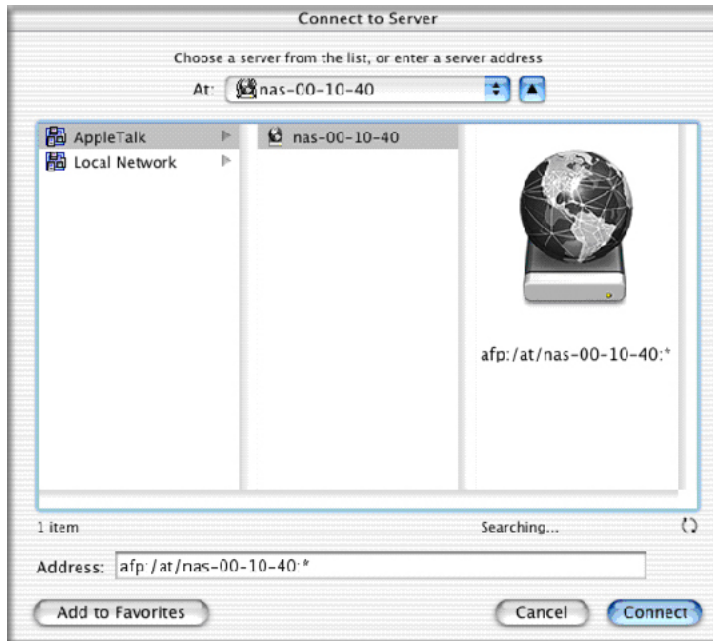 Connect to Server
Choose a server from the list, or enter a server address
At: nas-00-10-40
AppleTalk
Local Network
nas-00-10-40
afp:/at/nas-00-10-40:*
1 item
Searching...
Address: afp:/at/nas-00-10-40:*
Add to Favorites
Cancel
Connect